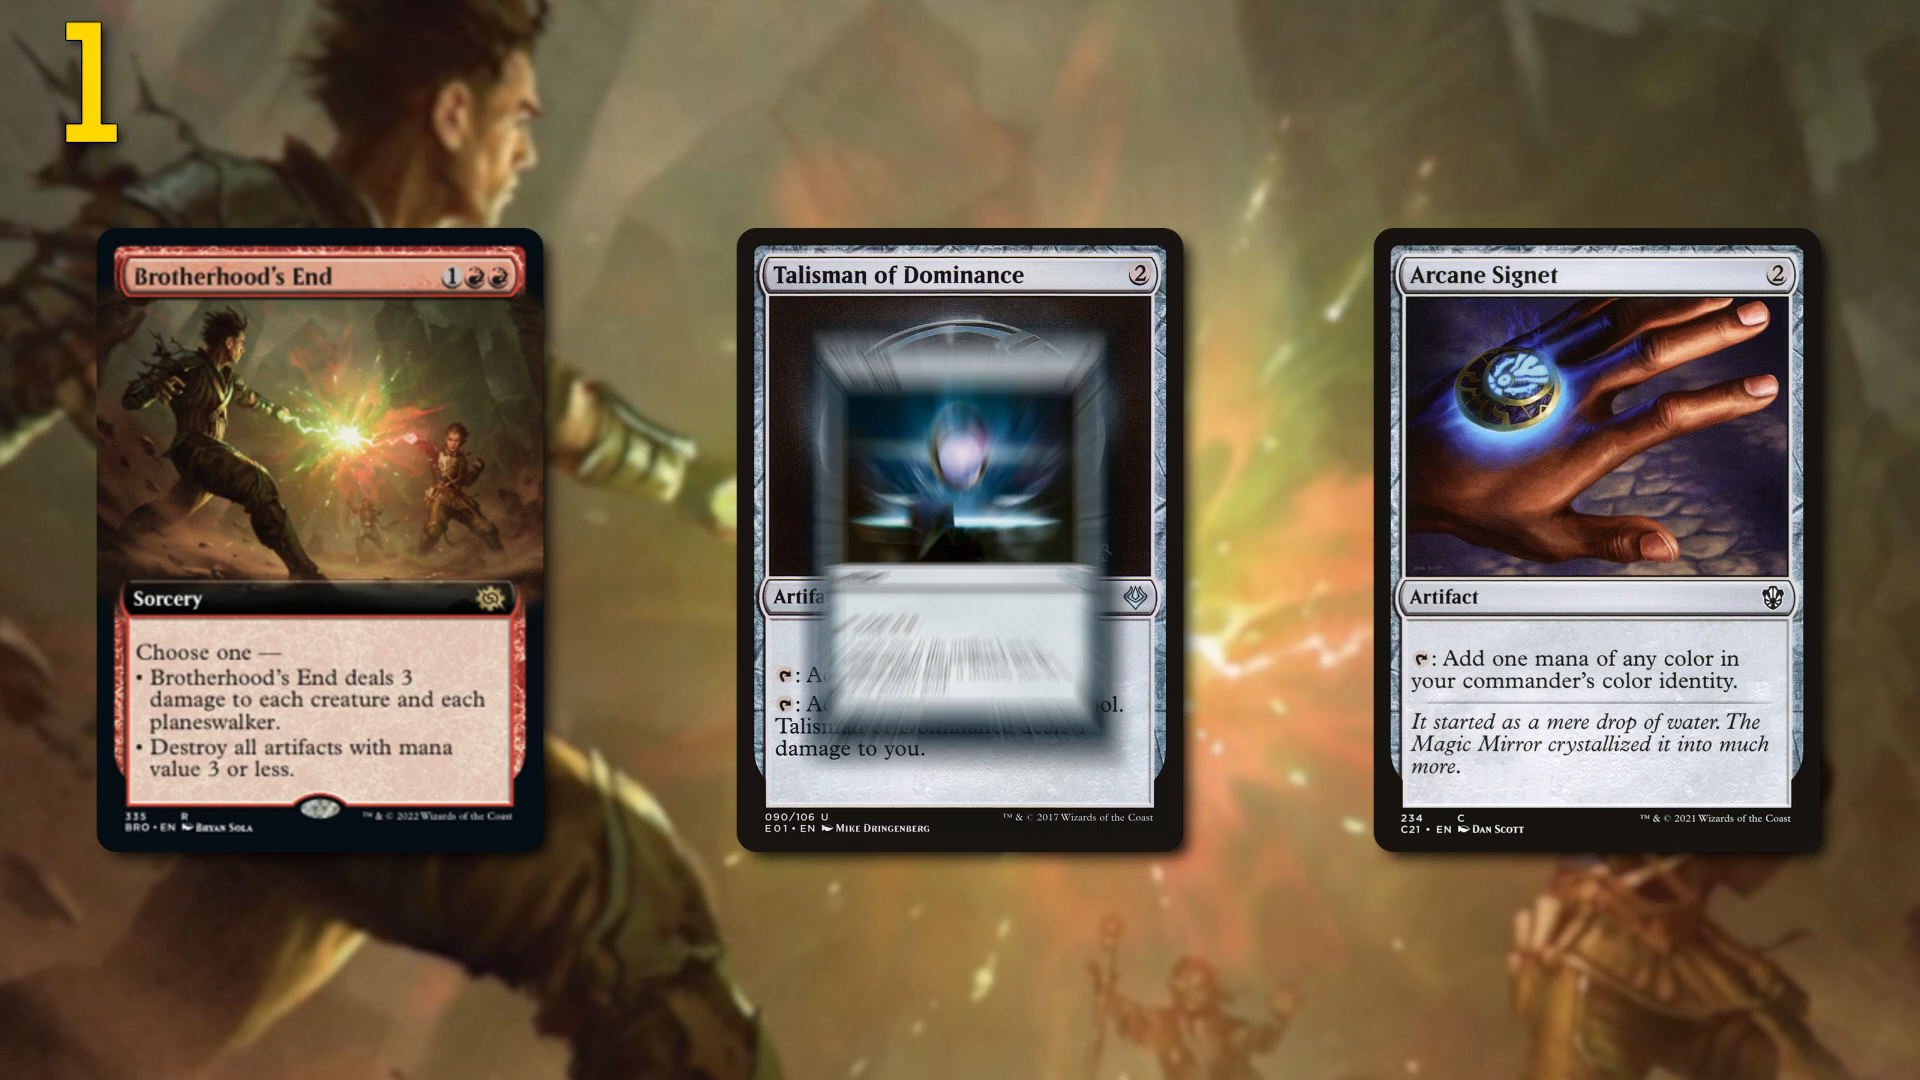 1
Brotherhood's End 1
Sorcery
Choose one —
• Brotherhood's End deals 3
damage to each creature and each
planeswalker.
• Destroy all artifacts with mana
value 3 or less.
335 R
BRO • EN Bryan Sola
™ & © 2022 Wizards of the Coast
Talisman of Dominance 2
: A
: A
Talis
damage to you.
090/106 U
E01 • EN Mike Dringenberg
™ & © 2017 Wizards of the Coast
Arcane Signet 2
Artifact
: Add one mana of any color in
your commander's color identity.
It started as a mere drop of water. The
Magic Mirror crystallized it into much
more.
234 C
C21 • EN Dan Scott
™ & © 2021 Wizards of the Coast